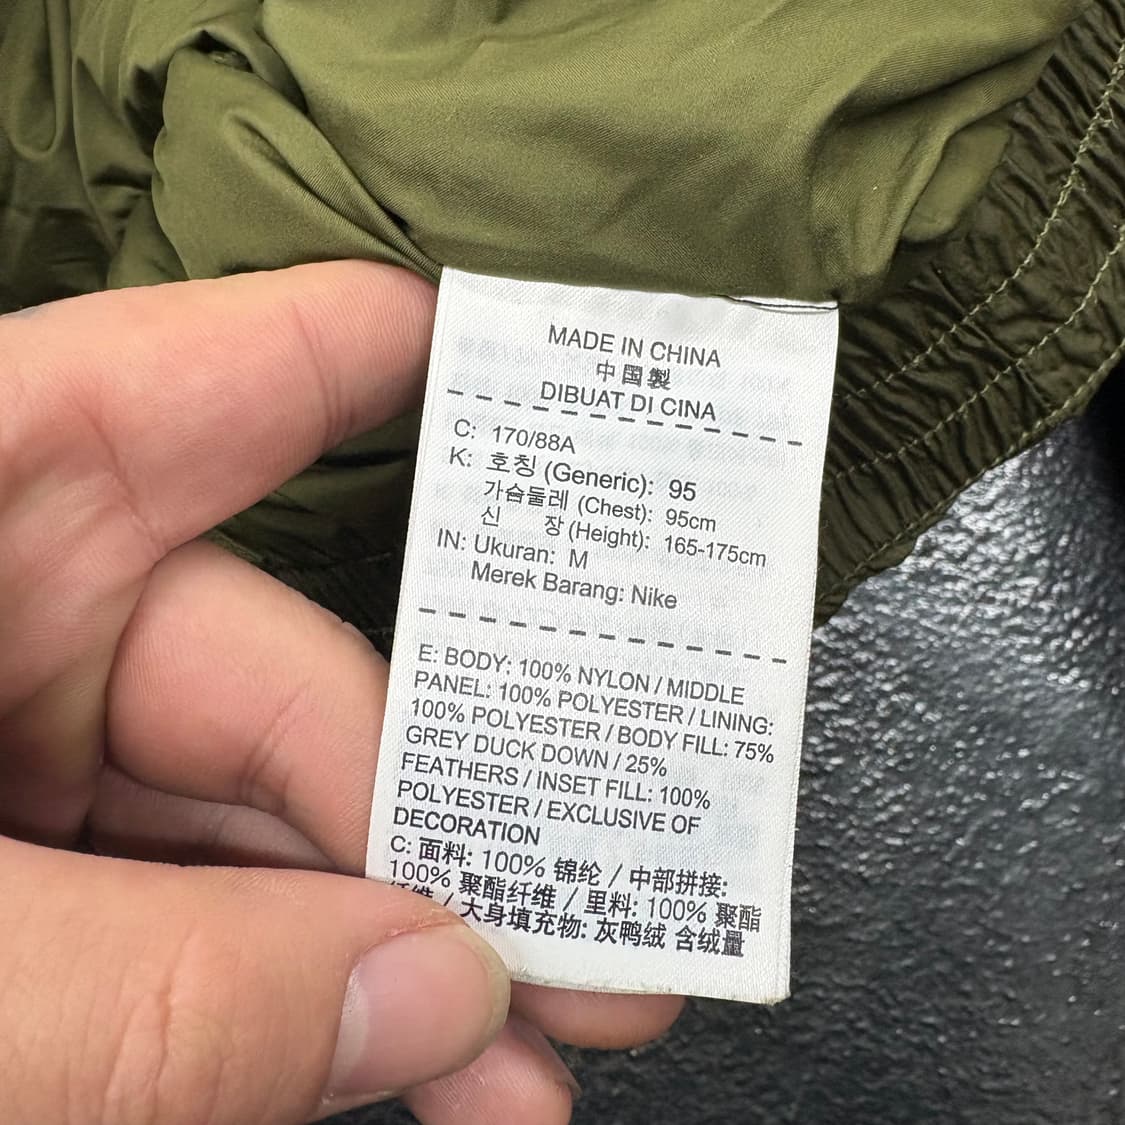 MADE IN CHINA
中国製
DIBUAT DI CINA
C: 170/88A
K: 호칭 (Generic): 95
가슴둘레 (Chest): 95cm
신 장 (Height): 165-175cm
IN: Ukuran: M
Merek Barang: Nike
E: BODY: 100% NYLON / MIDDLE
PANEL: 100% POLYESTER / LINING:
100% POLYESTER / BODY FILL: 75%
GREY DUCK DOWN / 25%
FEATHERS / INSET FILL: 100%
POLYESTER / EXCLUSIVE OF
DECORATION
C: 面料: 100% 锦纶 / 中部拼接:
100% 聚酯纤维 / 里料: 100% 聚酯
纤维 / 大身填充物: 灰鸭绒 含绒量